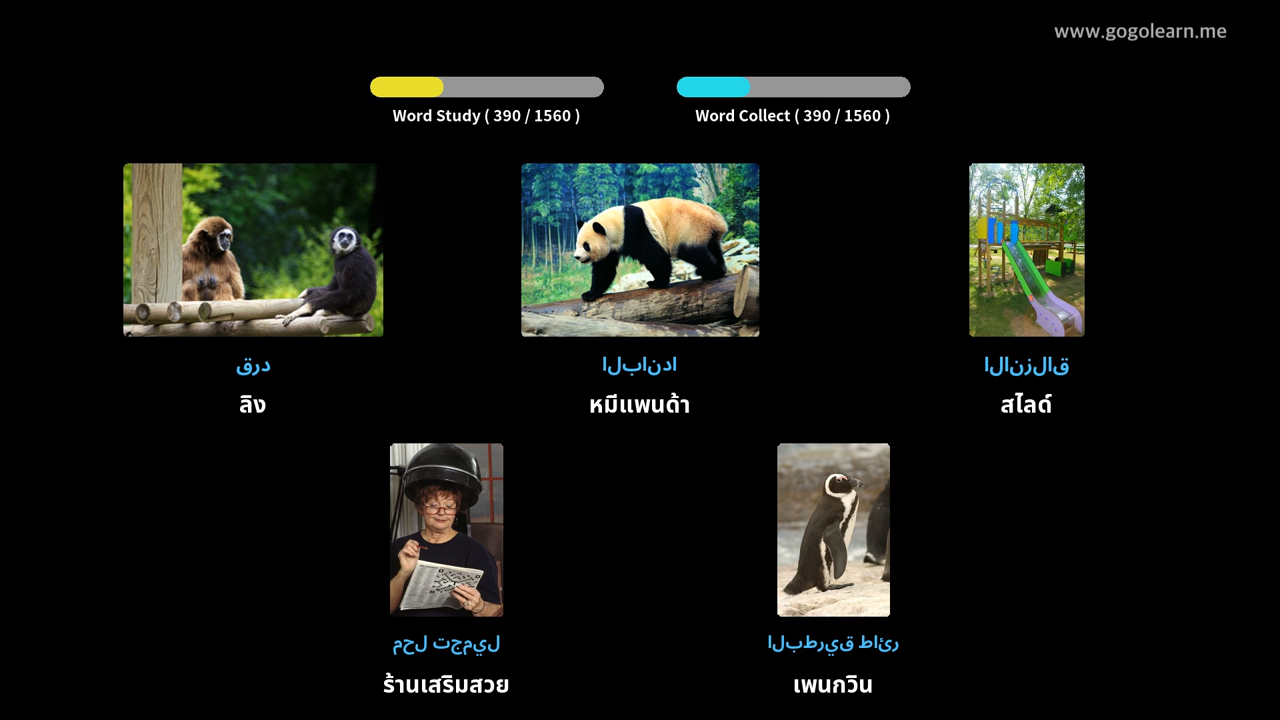 www.gogolearn.me
Word Study ( 390 / 1560 )
Word Collect ( 390 / 1560 )
قرد
ลิง
الباندا
หมีแพนด้า
الانزلاق
สไลด์
محل تجميل
ร้านเสริมสวย
البطريق طائر
เพนกวิน